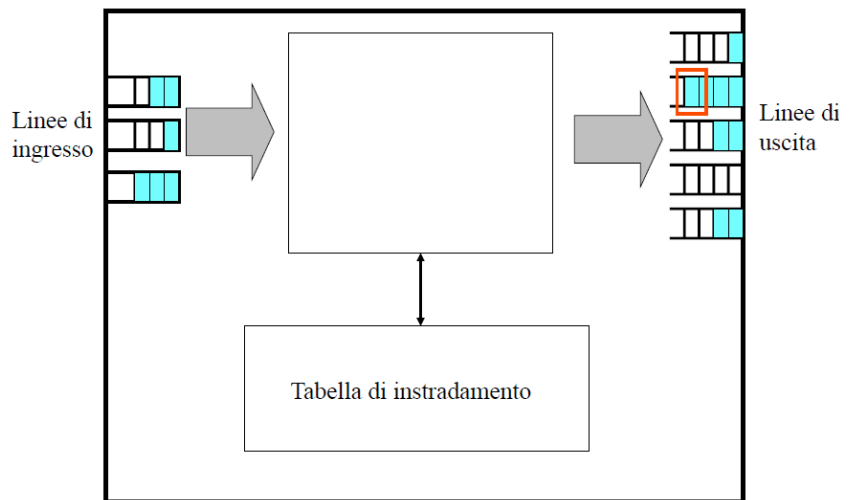 Linee di
ingresso
Linee di
uscita
Tabella di instradamento